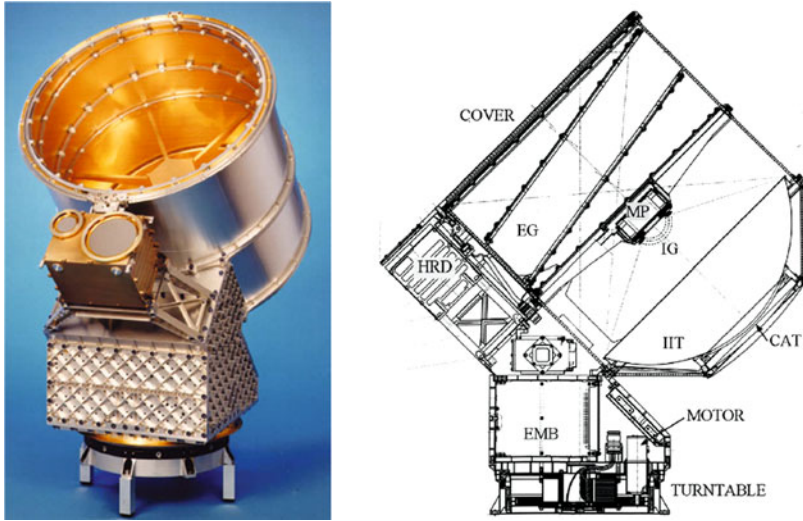 COVER
MP
EG
IG
HRD
IIT
CAT
EMB
MOTOR
TURNTABLE